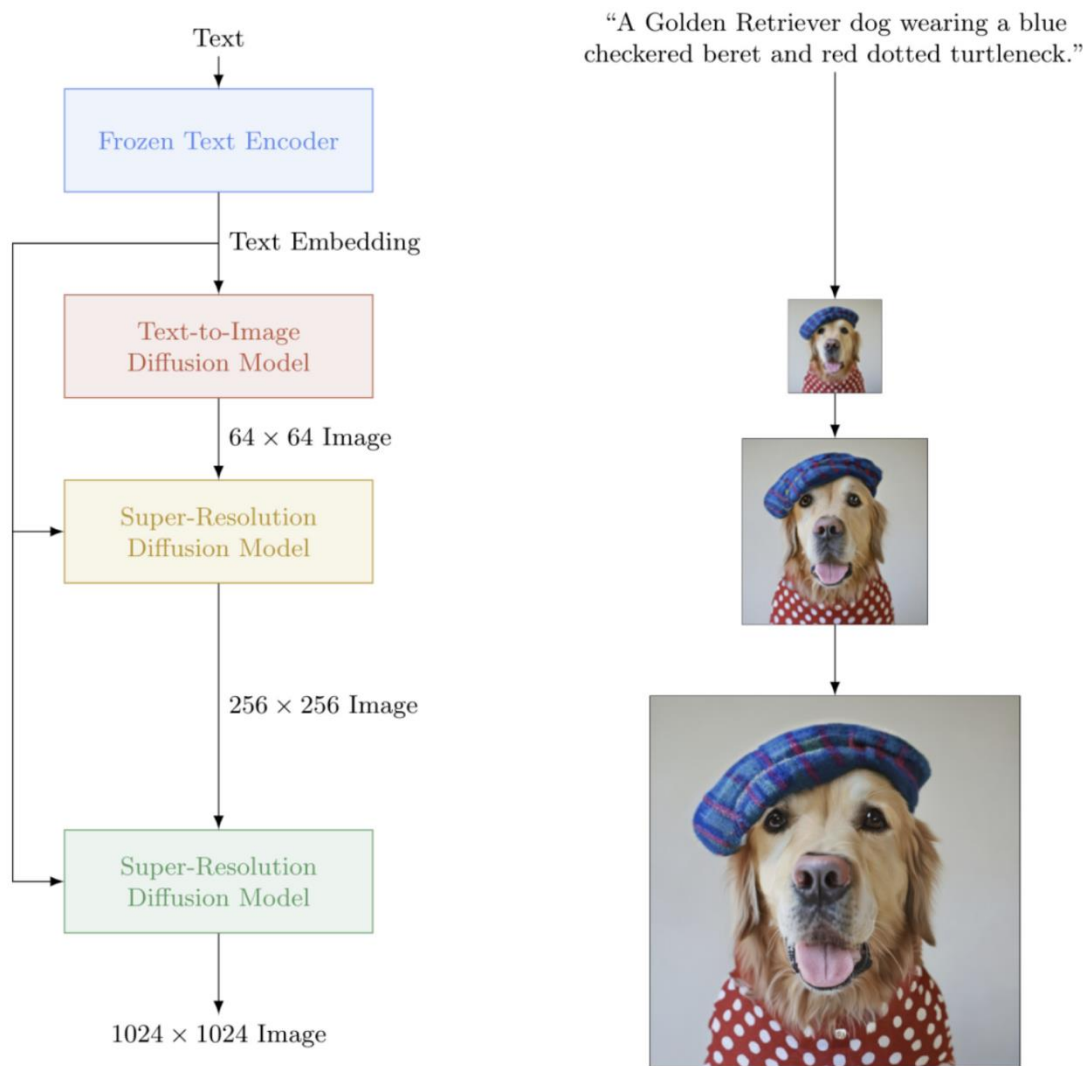 Text
Frozen Text Encoder
Text Embedding
Text-to-Image
Diffusion Model
64 × 64 Image
Super-Resolution
Diffusion Model
256 × 256 Image
Super-Resolution
Diffusion Model
1024 × 1024 Image
“A Golden Retriever dog wearing a blue
checkered beret and red dotted turtleneck.”